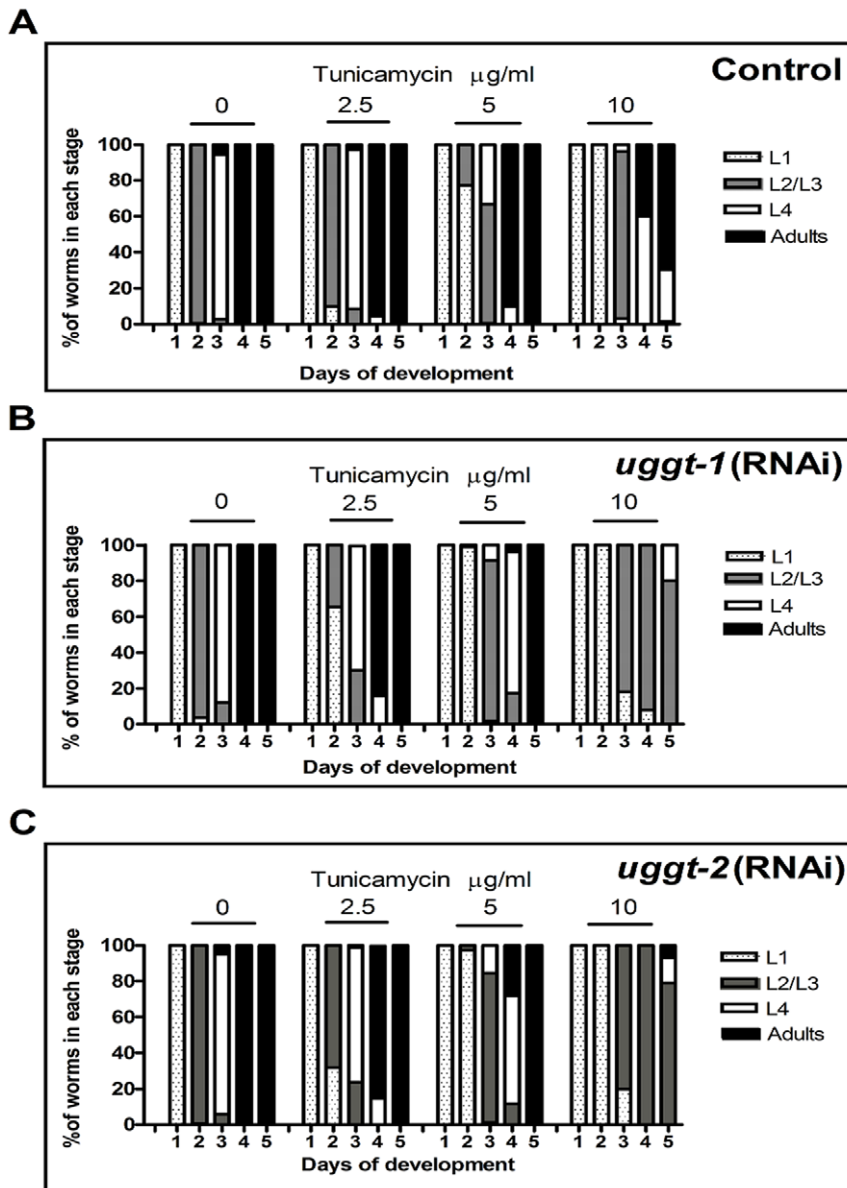 A
Control
Tunicamycin μg/ml
0 2.5 5 10
%of worms in each stage
100
80
60
40
20
0
1 2 3 4 5 1 2 3 4 5 1 2 3 4 5 1 2 3 4 5
Days of development
L1
L2/L3
L4
Adults
B
uggt-1(RNAi)
Tunicamycin μg/ml
0 2.5 5 10
% of worms in each stage
100
80
60
40
20
0
1 2 3 4 5 1 2 3 4 5 1 2 3 4 5 1 2 3 4 5
Days of development
L1
L2/L3
L4
Adults
C
uggt-2(RNAi)
Tunicamycin μg/ml
0 2.5 5 10
%of worms in each stage
100
80
60
40
20
0
1 2 3 4 5 1 2 3 4 5 1 2 3 4 5 1 2 3 4 5
Days of development
L1
L2/L3
L4
Adults